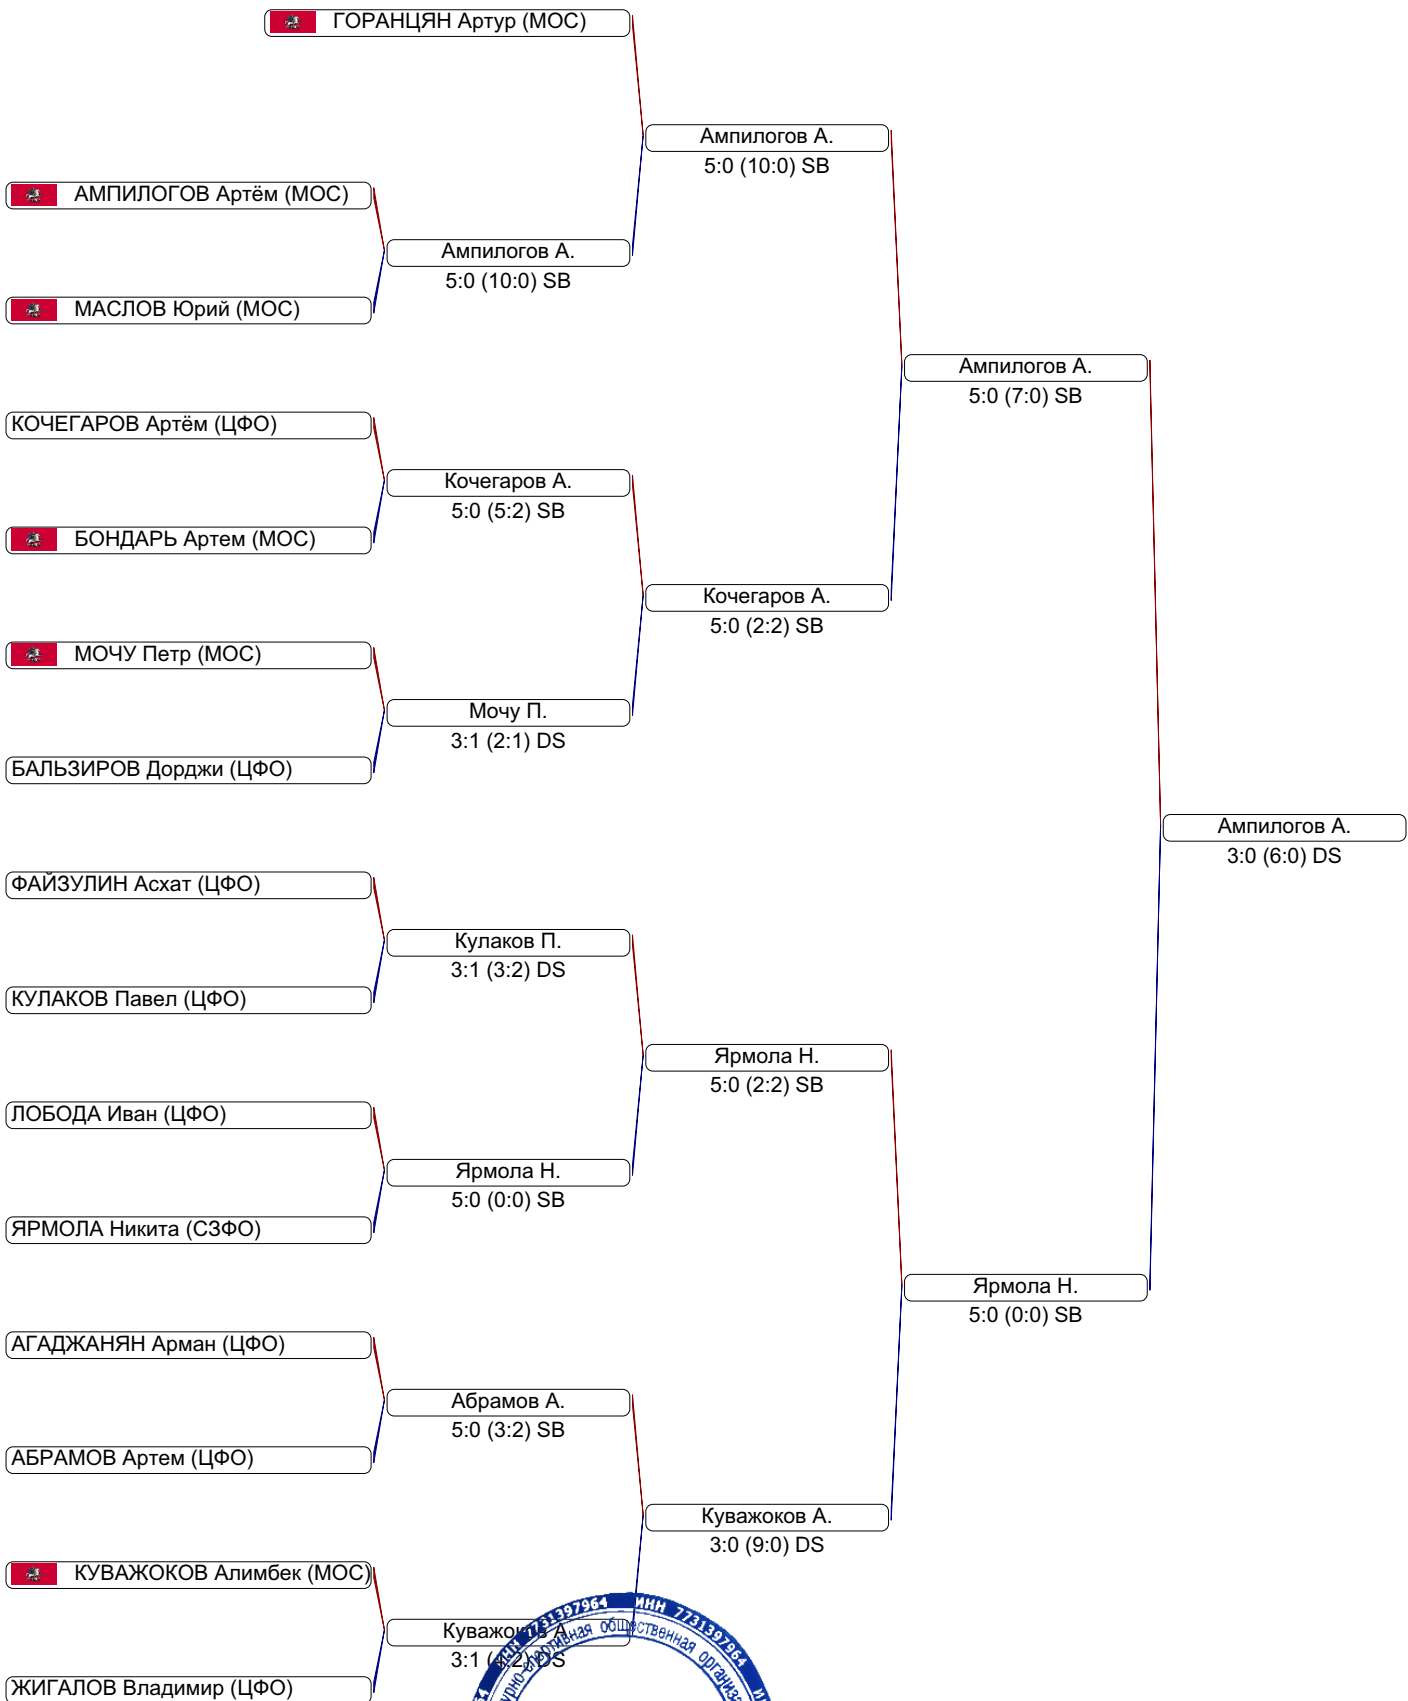 ГОРАНЦЯН Артур (МОС)
Ампилогов А.
5:0 (10:0) SB
АМПИЛОГОВ Артём (МОС)
Ампилогов А.
5:0 (10:0) SB
МАСЛОВ Юрий (МОС)
Ампилогов А.
5:0 (7:0) SB
КОЧЕГАРОВ Артём (ЦФО)
Кочегаров А.
5:0 (5:2) SB
БОНДАРЬ Артем (МОС)
Кочегаров А.
5:0 (2:2) SB
МОЧУ Петр (МОС)
Мочу П.
3:1 (2:1) DS
БАЛЬЗИРОВ Дорджи (ЦФО)
Ампилогов А.
3:0 (6:0) DS
ФАЙЗУЛИН Асхат (ЦФО)
Кулаков П.
3:1 (3:2) DS
КУЛАКОВ Павел (ЦФО)
Ярмола Н.
5:0 (2:2) SB
ЛОБОДА Иван (ЦФО)
Ярмола Н.
5:0 (0:0) SB
ЯРМОЛА Никита (СЗФО)
Ярмола Н.
5:0 (0:0) SB
АГАДЖАНЯН Арман (ЦФО)
Абрамов А.
5:0 (3:2) SB
АБРАМОВ Артем (ЦФО)
Куважоков А.
3:0 (9:0) DS
КУВАЖОКОВ Алимбек (МОС)
ИНН 7731397964 ИНН 7731397964
общественная
Куважоков А.
3:1 (4:2) DS
ЖИГАЛОВ Владимир (ЦФО)